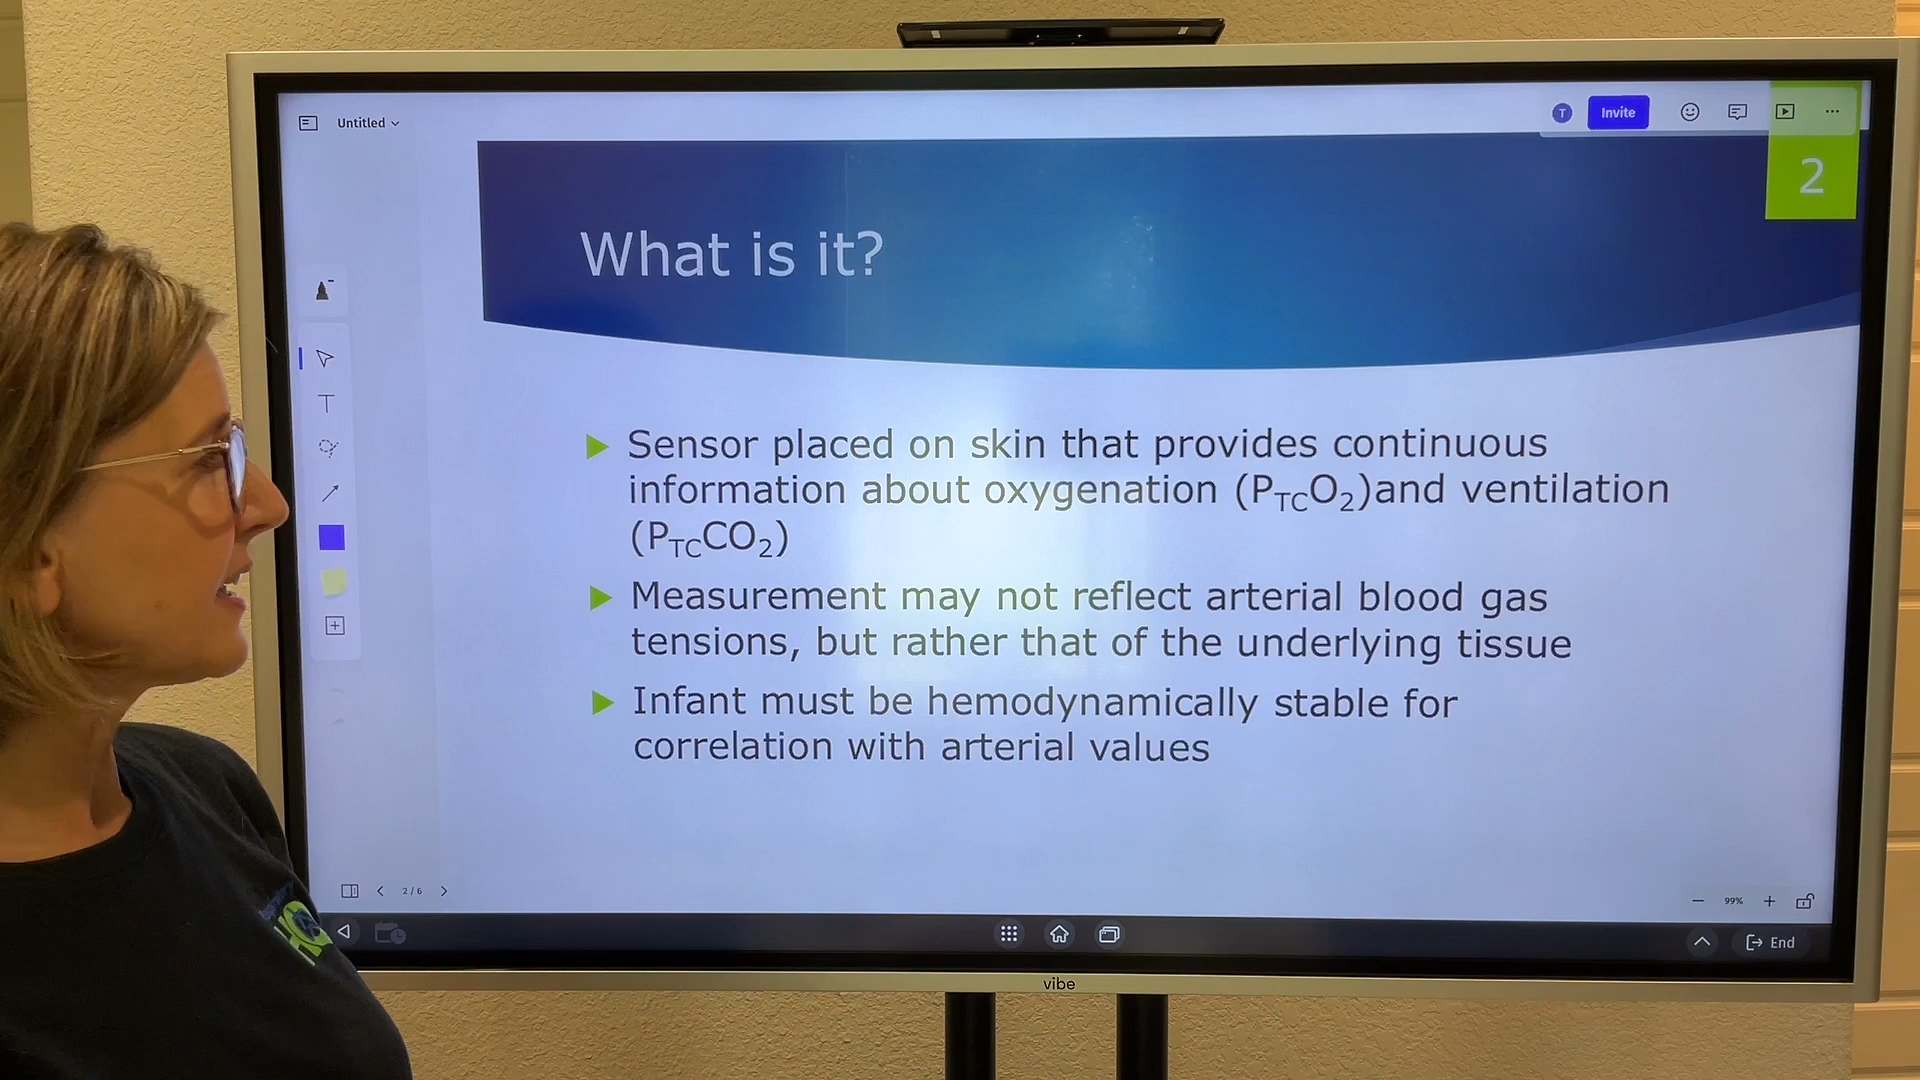 Untitled
T
Invite
2
What is it?
Sensor placed on skin that provides continuous
information about oxygenation (PTCO2)and ventilation
(PTCCO2)
Measurement may not reflect arterial blood gas
tensions, but rather that of the underlying tissue
Infant must be hemodynamically stable for
correlation with arterial values
2/6
99%
End
vibe